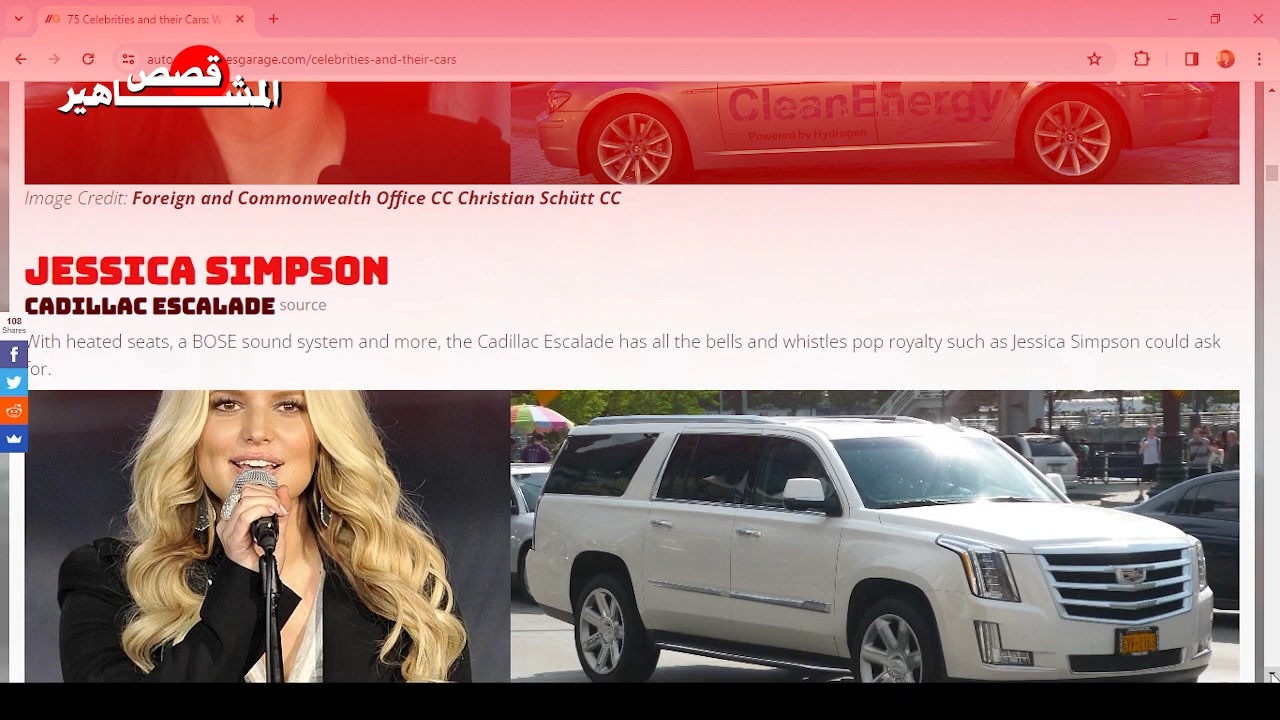 75 Celebrities and their Cars: W
esgarage.com/celebrities-and-their-cars
قصص
المشاهير
CleanEnergy
Powered by Hydrogen
Image Credit: Foreign and Commonwealth Office CC Christian Schütt CC
JESSICA SIMPSON
CADILLAC ESCALADE source
108
Shares
With heated seats, a BOSE sound system and more, the Cadillac Escalade has all the bells and whistles pop royalty such as Jessica Simpson could ask
for.